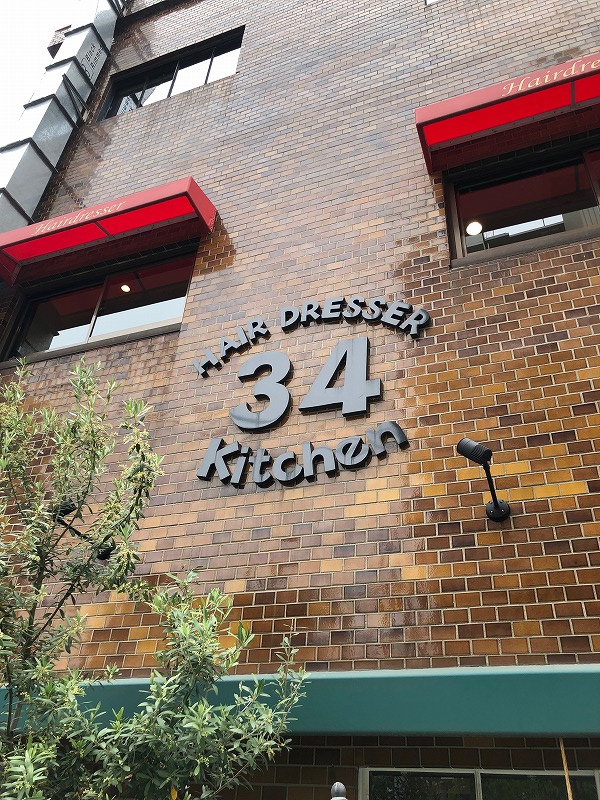 Hairdre
Hairdresser
HAIR DRESSER
34
Kitchen